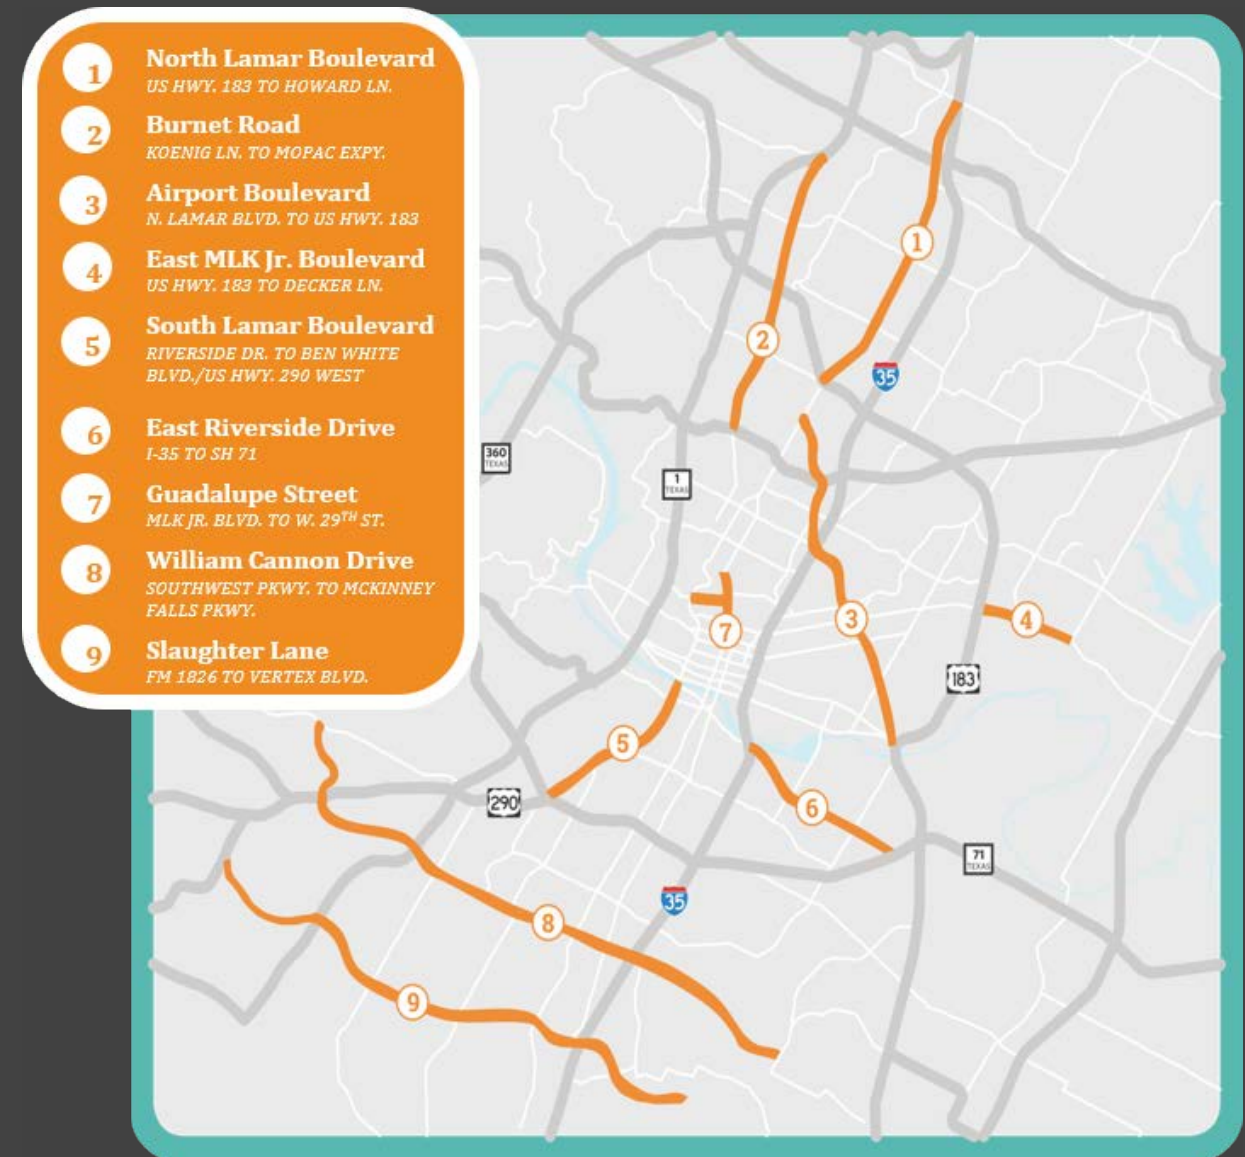 1 North Lamar Boulevard
US HWY. 183 TO HOWARD LN.
2 Burnet Road
KOENIG LN. TO MOPAC EXPY.
3 Airport Boulevard
N. LAMAR BLVD. TO US HWY. 183
4 East MLK Jr. Boulevard
US HWY. 183 TO DECKER LN.
5 South Lamar Boulevard
RIVERSIDE DR. TO BEN WHITE
BLVD./US HWY. 290 WEST
6 East Riverside Drive
I-35 TO SH 71
7 Guadalupe Street
MLK JR. BLVD. TO W. 29TH ST.
8 William Cannon Drive
SOUTHWEST PKWY. TO MCKINNEY
FALLS PKWY.
9 Slaughter Lane
FM 1826 TO VERTEX BLVD.
1
2
35
360
TEXAS
1
TEXAS
3
4
7
183
5
290
6
71
TEXAS
35
8
9